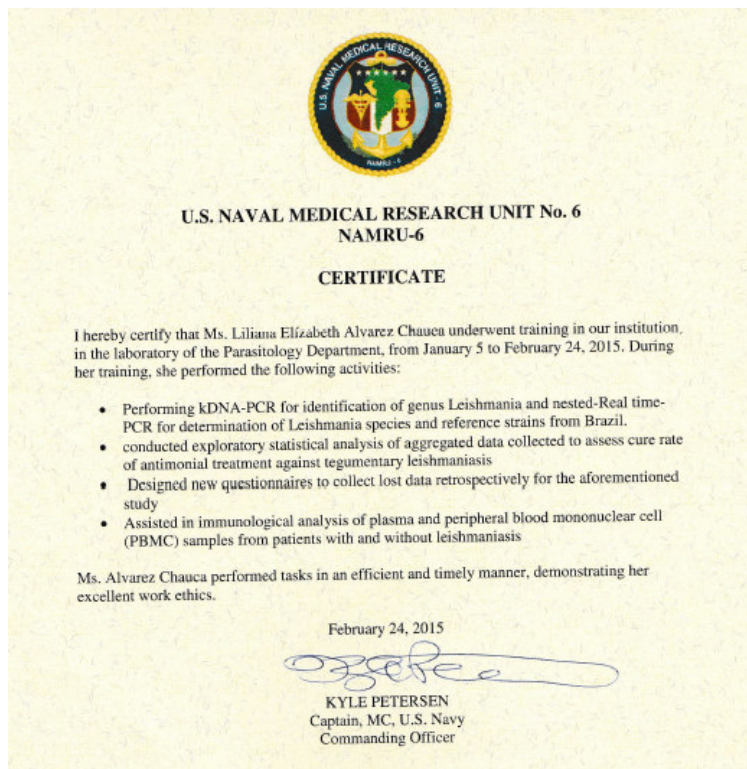 U.S. NAVAL MEDICAL RESEARCH UNIT - 6
NAMRU - 6
U.S. NAVAL MEDICAL RESEARCH UNIT No. 6
NAMRU-6
CERTIFICATE
I hereby certify that Ms. Liliana Elizabeth Alvarez Chauca underwent training in our institution,
in the laboratory of the Parasitology Department, from January 5 to February 24, 2015. During
her training, she performed the following activities:
• Performing kDNA-PCR for identification of genus Leishmania and nested-Real time-
PCR for determination of Leishmania species and reference strains from Brazil.
• conducted exploratory statistical analysis of aggregated data collected to assess cure rate
of antimonial treatment against tegumentary leishmaniasis
• Designed new questionnaires to collect lost data retrospectively for the aforementioned
study
• Assisted in immunological analysis of plasma and peripheral blood mononuclear cell
(PBMC) samples from patients with and without leishmaniasis
Ms. Alvarez Chauca performed tasks in an efficient and timely manner, demonstrating her
excellent work ethics.
February 24, 2015
KYLE PETERSEN
Captain, MC, U.S. Navy
Commanding Officer